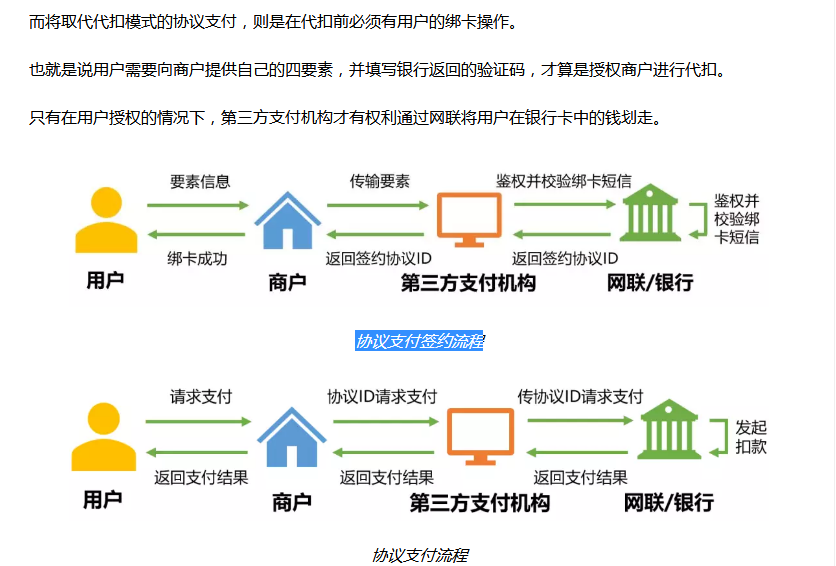 而将取代代扣模式的协议支付，则是在代扣前必须有用户的绑卡操作。
也就是说用户需要向商户提供自己的四要素，并填写银行返回的验证码，才算是授权商户进行代扣。
只有在用户授权的情况下，第三方支付机构才有权利通过网联将用户在银行卡中的钱划走。
要素信息
传输要素
鉴权并校验绑卡短信
鉴权并
校验绑
卡短信
绑卡成功
返回签约协议ID
返回签约协议ID
用户
商户
第三方支付机构
网联/银行
协议支付签约流程
请求支付
协议ID请求支付
传协议ID请求支付
发起
扣款
返回支付结果
返回支付结果
返回支付结果
用户
商户
第三方支付机构
网联/银行
协议支付流程